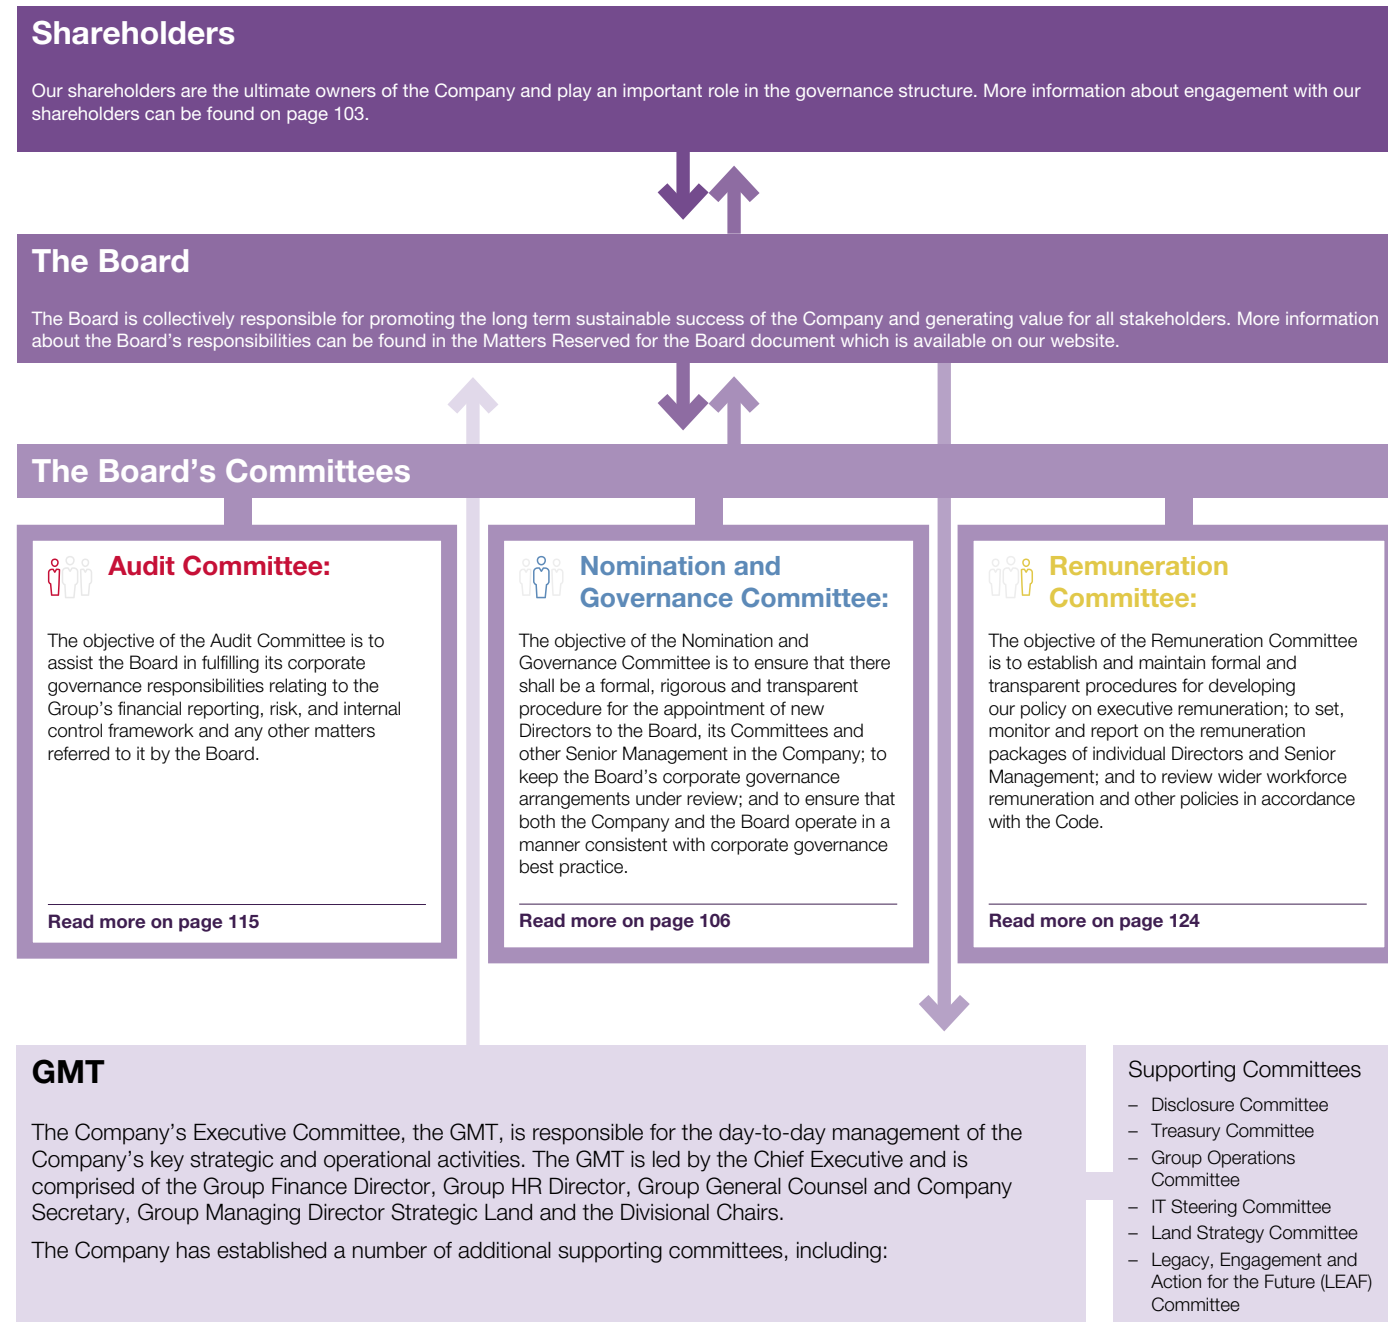 Shareholders
Our shareholders are the ultimate owners of the Company and play an important role in the governance structure. More information about engagement with our
shareholders can be found on page 103.
The Board
The Board is collectively responsible for promoting the long term sustainable success of the Company and generating value for all stakeholders. More information
about the Board’s responsibilities can be found in the Matters Reserved for the Board document which is available on our website.
The Board’s Committees
Audit Committee:
The objective of the Audit Committee is to
assist the Board in fulfilling its corporate
governance responsibilities relating to the
Group’s financial reporting, risk, and internal
control framework and any other matters
referred to it by the Board.
Read more on page 115
Nomination and
Governance Committee:
The objective of the Nomination and
Governance Committee is to ensure that there
shall be a formal, rigorous and transparent
procedure for the appointment of new
Directors to the Board, its Committees and
other Senior Management in the Company; to
keep the Board’s corporate governance
arrangements under review; and to ensure that
both the Company and the Board operate in a
manner consistent with corporate governance
best practice.
Read more on page 106
Remuneration
Committee:
The objective of the Remuneration Committee
is to establish and maintain formal and
transparent procedures for developing
our policy on executive remuneration; to set,
monitor and report on the remuneration
packages of individual Directors and Senior
Management; and to review wider workforce
remuneration and other policies in accordance
with the Code.
Read more on page 124
GMT
The Company’s Executive Committee, the GMT, is responsible for the day-to-day management of the
Company’s key strategic and operational activities. The GMT is led by the Chief Executive and is
comprised of the Group Finance Director, Group HR Director, Group General Counsel and Company
Secretary, Group Managing Director Strategic Land and the Divisional Chairs.
The Company has established a number of additional supporting committees, including:
Supporting Committees
– Disclosure Committee
– Treasury Committee
– Group Operations
Committee
– IT Steering Committee
– Land Strategy Committee
– Legacy, Engagement and
Action for the Future (LEAF)
Committee